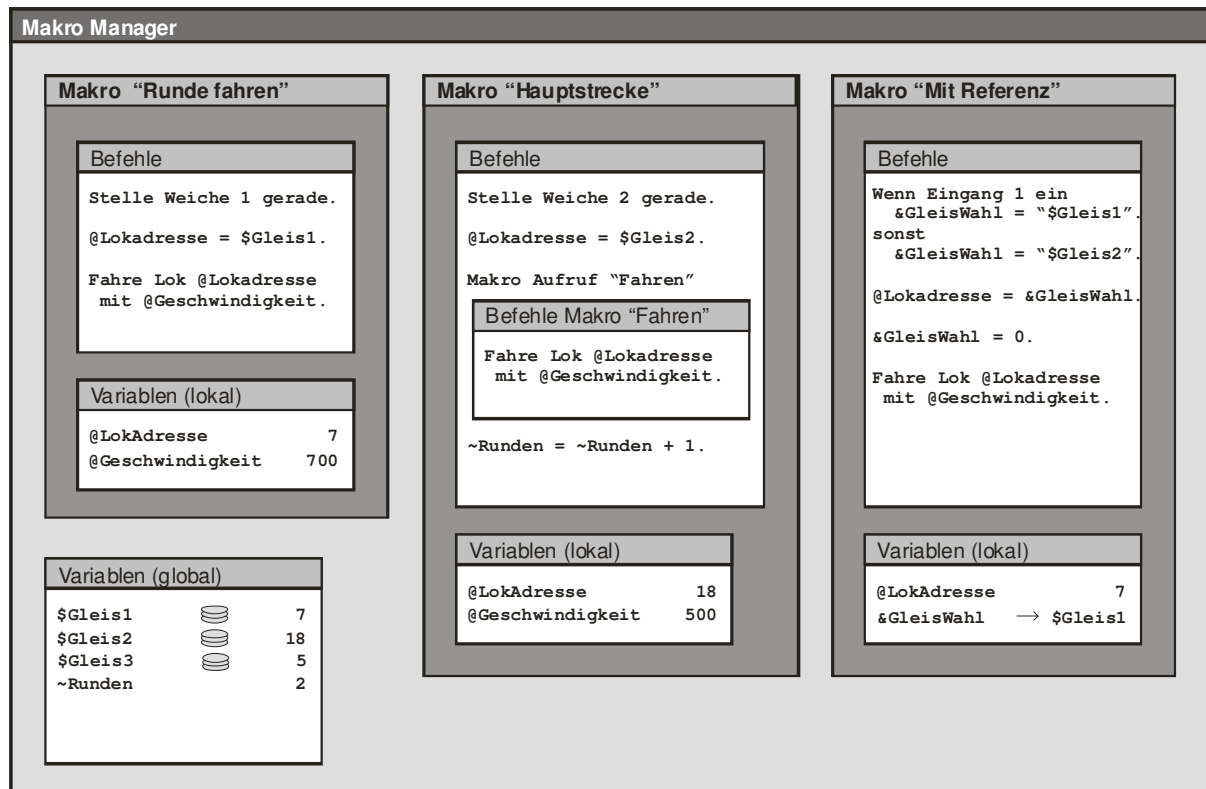 Makro Manager
Makro “Runde fahren”
Befehle
Stelle Weiche 1 gerade.
@Lokadresse = $Gleis1.
Fahre Lok @Lokadresse
mit @Geschwindigkeit.
Variablen (lokal)
@LokAdresse 7
@Geschwindigkeit 700
Variablen (global)
$Gleis1 7
$Gleis2 18
$Gleis3 5
~Runden 2
Makro “Hauptstrecke”
Befehle
Stelle Weiche 2 gerade.
@Lokadresse = $Gleis2.
Makro Aufruf “Fahren”
Befehle Makro “Fahren”
Fahre Lok @Lokadresse
mit @Geschwindigkeit.
~Runden = ~Runden + 1.
Variablen (lokal)
@LokAdresse 18
@Geschwindigkeit 500
Makro “Mit Referenz”
Befehle
Wenn Eingang 1 ein
&GleisWahl = “$Gleis1”.
sonst
&GleisWahl = “$Gleis2”.
@Lokadresse = &GleisWahl.
&GleisWahl = 0.
Fahre Lok @Lokadresse
mit @Geschwindigkeit.
Variablen (lokal)
@LokAdresse 7
&GleisWahl → $Gleis1